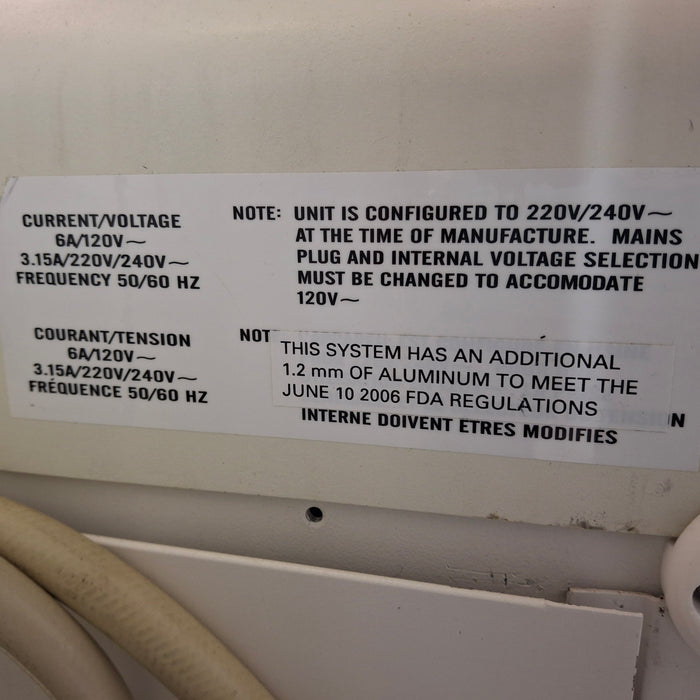 CURRENT/VOLTAGE
6A/120V~
3.15A/220V/240V~
FREQUENCY 50/60 HZ
NOTE: UNIT IS CONFIGURED TO 220V/240V~
AT THE TIME OF MANUFACTURE. MAINS
PLUG AND INTERNAL VOLTAGE SELECTION
MUST BE CHANGED TO ACCOMODATE
120V~
COURANT/TENSION
6A/120V~
3.15A/220V/240V~
FRÉQUENCE 50/60 HZ
NOT
THIS SYSTEM HAS AN ADDITIONAL
1.2 mm OF ALUMINUM TO MEET THE
JUNE 10 2006 FDA REGULATIONS
INTERNE DOIVENT ETRES MODIFIES